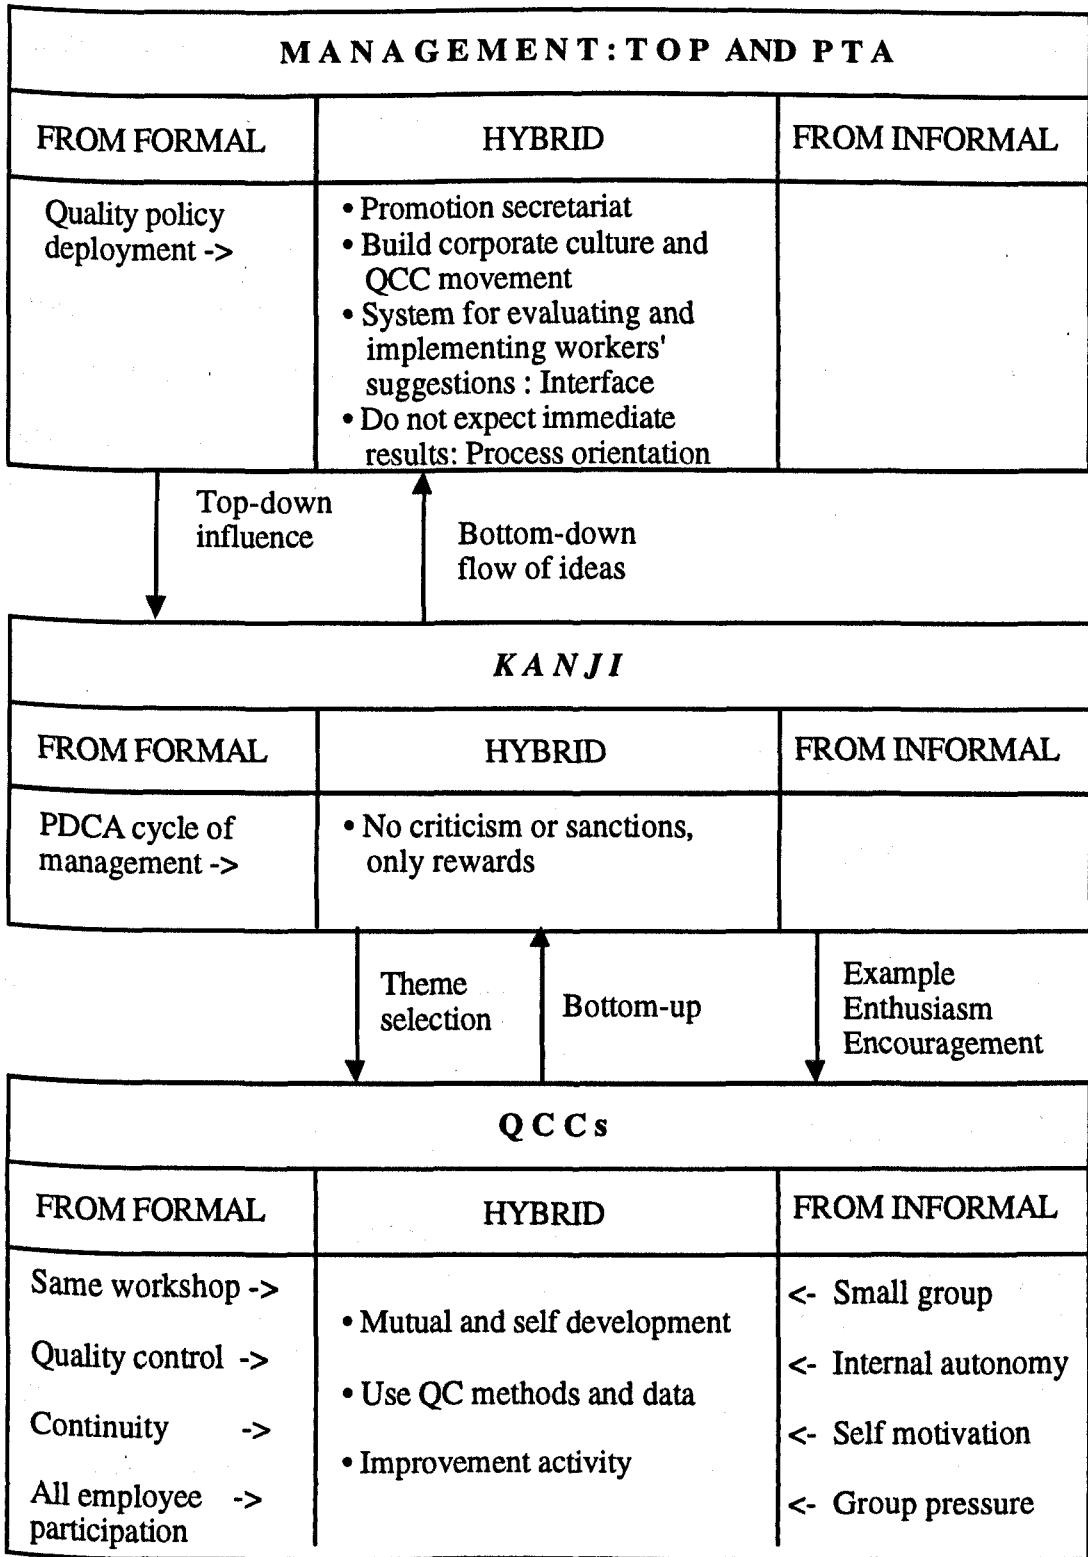 MANAGEMENT: TOP AND PTA
FROM FORMAL
HYBRID
FROM INFORMAL
Quality policy
deployment ->
• Promotion secretariat
• Build corporate culture and
QCC movement
• System for evaluating and
implementing workers'
suggestions : Interface
• Do not expect immediate
results: Process orientation
Top-down
influence
Bottom-down
flow of ideas
KANJI
FROM FORMAL
HYBRID
FROM INFORMAL
PDCA cycle of
management ->
• No criticism or sanctions,
only rewards
Theme
selection
Bottom-up
Example
Enthusiasm
Encouragement
QCCs
FROM FORMAL
HYBRID
FROM INFORMAL
Same workshop ->
Quality control ->
Continuity ->
All employee ->
participation
• Mutual and self development
• Use QC methods and data
• Improvement activity
<- Small group
<- Internal autonomy
<- Self motivation
<- Group pressure